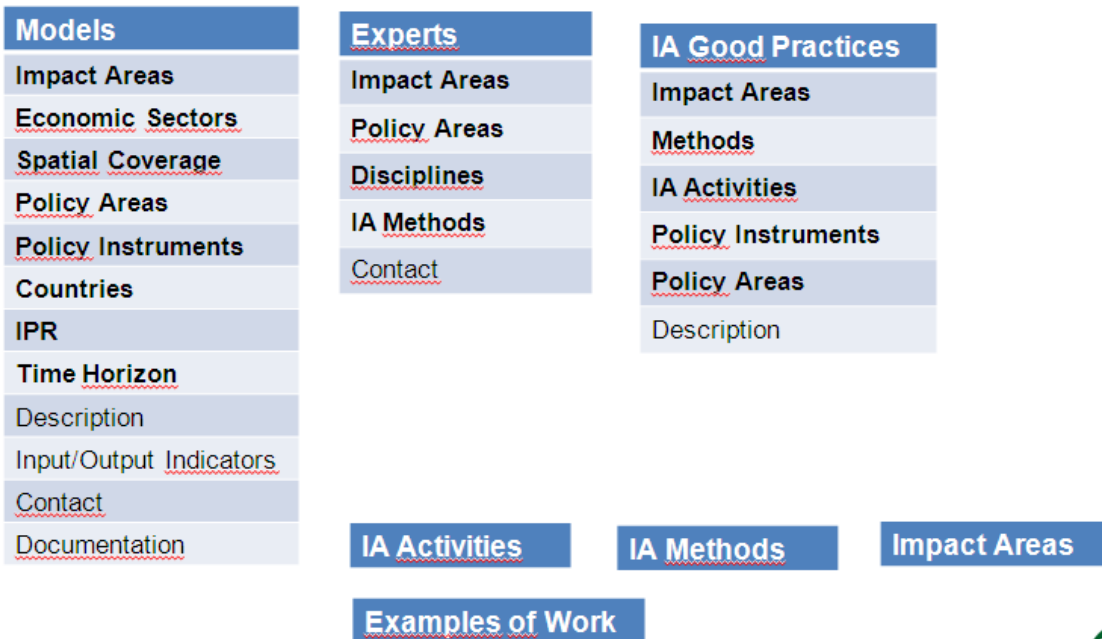 Models
Impact Areas
Economic Sectors
Spatial Coverage
Policy Areas
Policy Instruments
Countries
IPR
Time Horizon
Description
Input/Output Indicators
Contact
Documentation
Experts
Impact Areas
Policy Areas
Disciplines
IA Methods
Contact
IA Good Practices
Impact Areas
Methods
IA Activities
Policy Instruments
Policy Areas
Description
IA Activities
IA Methods
Impact Areas
Examples of Work